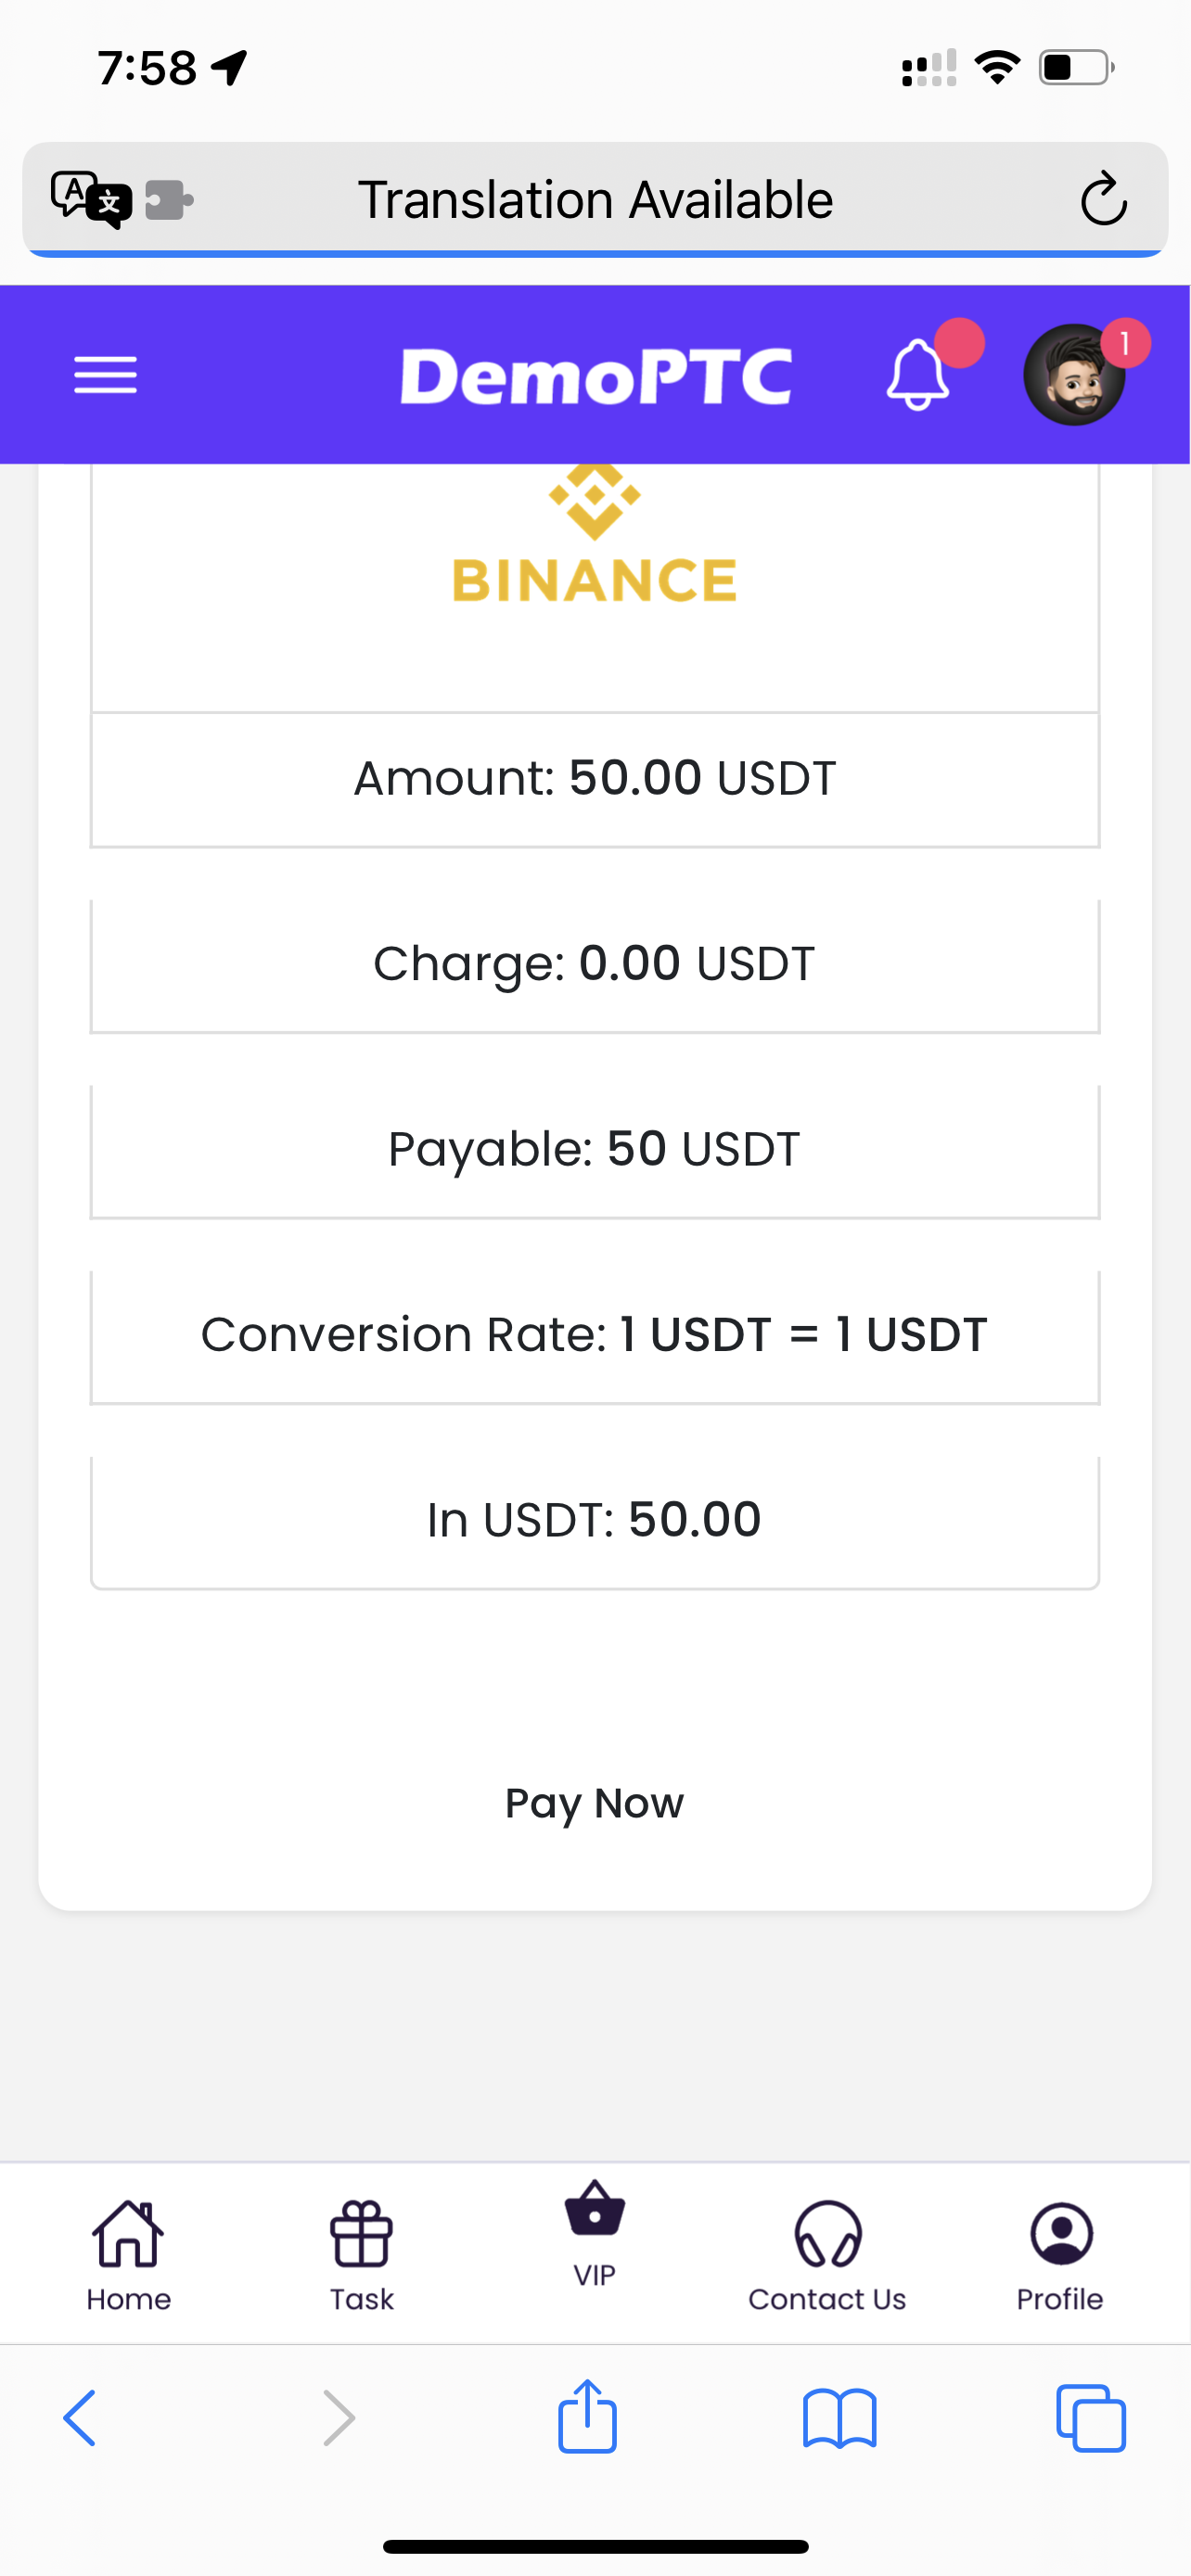 7:58
Translation Available
DemoPTC
1
BINANCE
Amount: 50.00 USDT
Charge: 0.00 USDT
Payable: 50 USDT
Conversion Rate: 1 USDT = 1 USDT
In USDT: 50.00
Pay Now
Home
Task
VIP
Contact Us
Profile